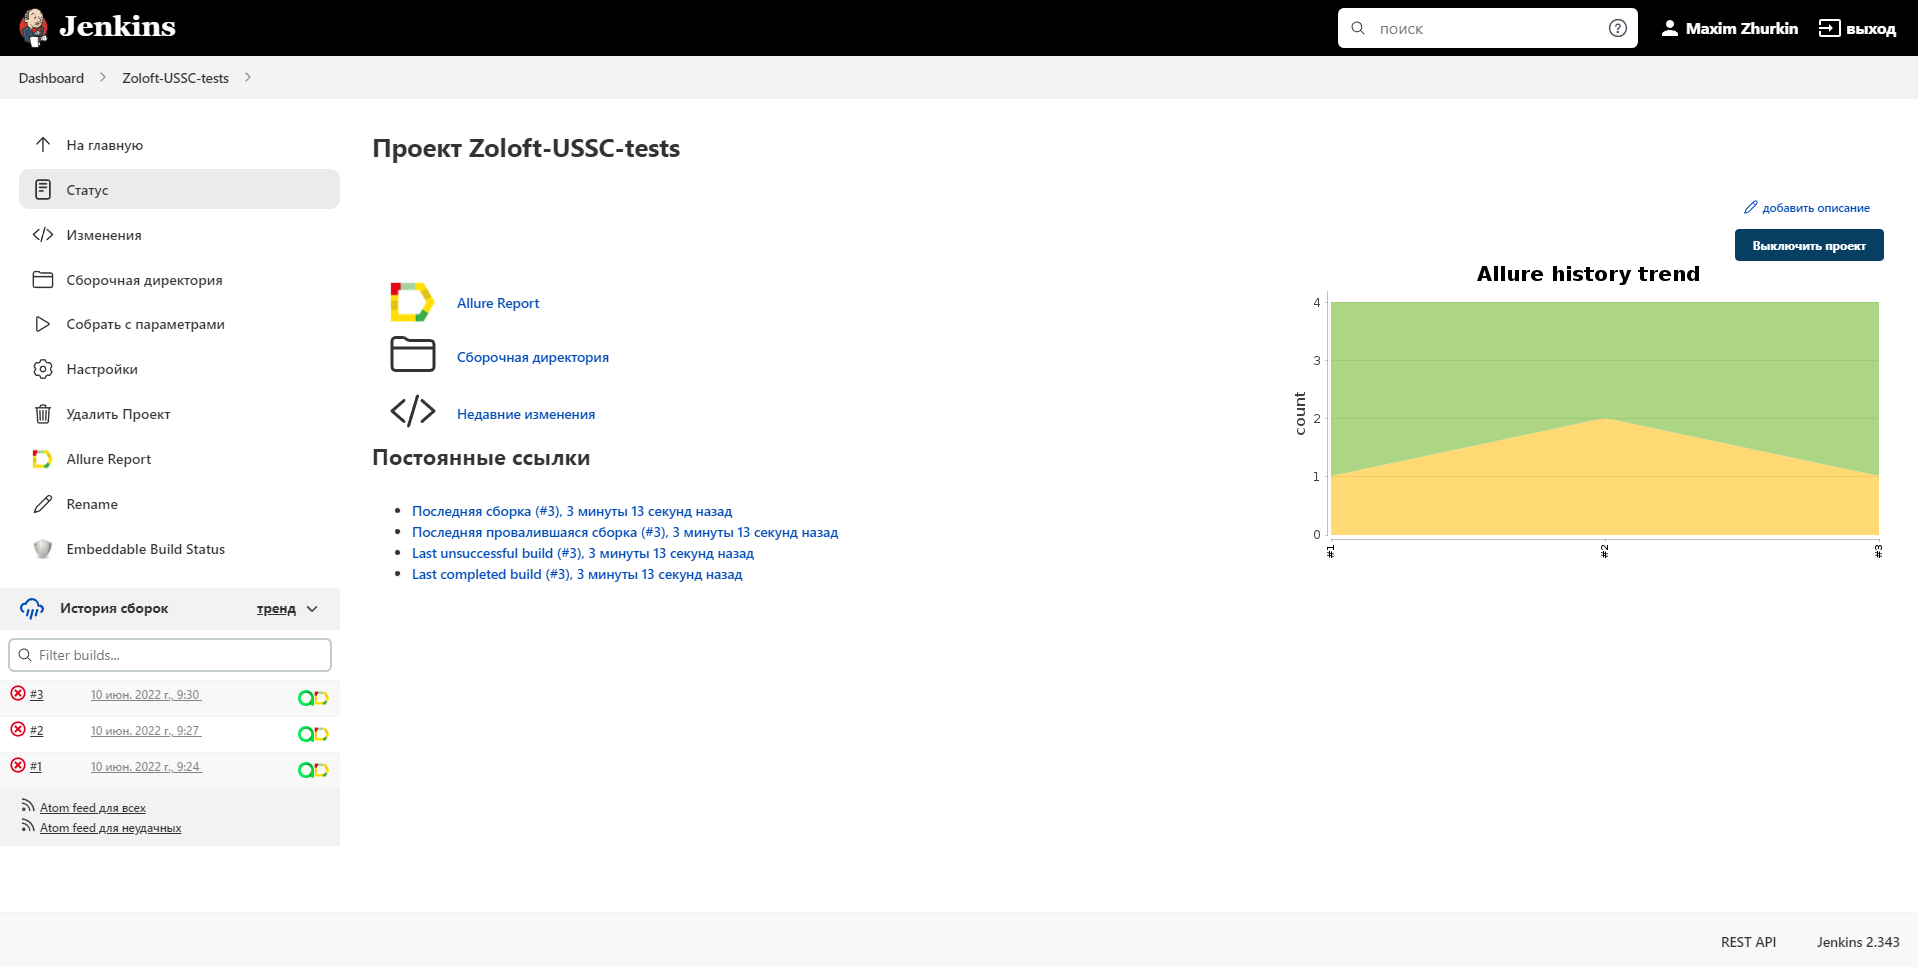 Jenkins
поиск
Maxim Zhurkin
выход
Dashboard
Zoloft-USSC-tests
На главную
Статус
Изменения
Сборочная директория
Собрать с параметрами
Настройки
Удалить Проект
Allure Report
Rename
Embeddable Build Status
История сборок
тренд
Filter builds...
#3 10 июн. 2022 г., 9:30
#2 10 июн. 2022 г., 9:27
#1 10 июн. 2022 г., 9:24
Atom feed для всех
Atom feed для неудачных
Проект Zoloft-USSC-tests
добавить описание
Выключить проект
Allure Report
Сборочная директория
Недавние изменения
Постоянные ссылки
Последняя сборка (#3), 3 минуты 13 секунд назад
Последняя провалившаяся сборка (#3), 3 минуты 13 секунд назад
Last unsuccessful build (#3), 3 минуты 13 секунд назад
Last completed build (#3), 3 минуты 13 секунд назад
Allure history trend
count
4
3
2
1
0
#1
#2
#3
REST API
Jenkins 2.343